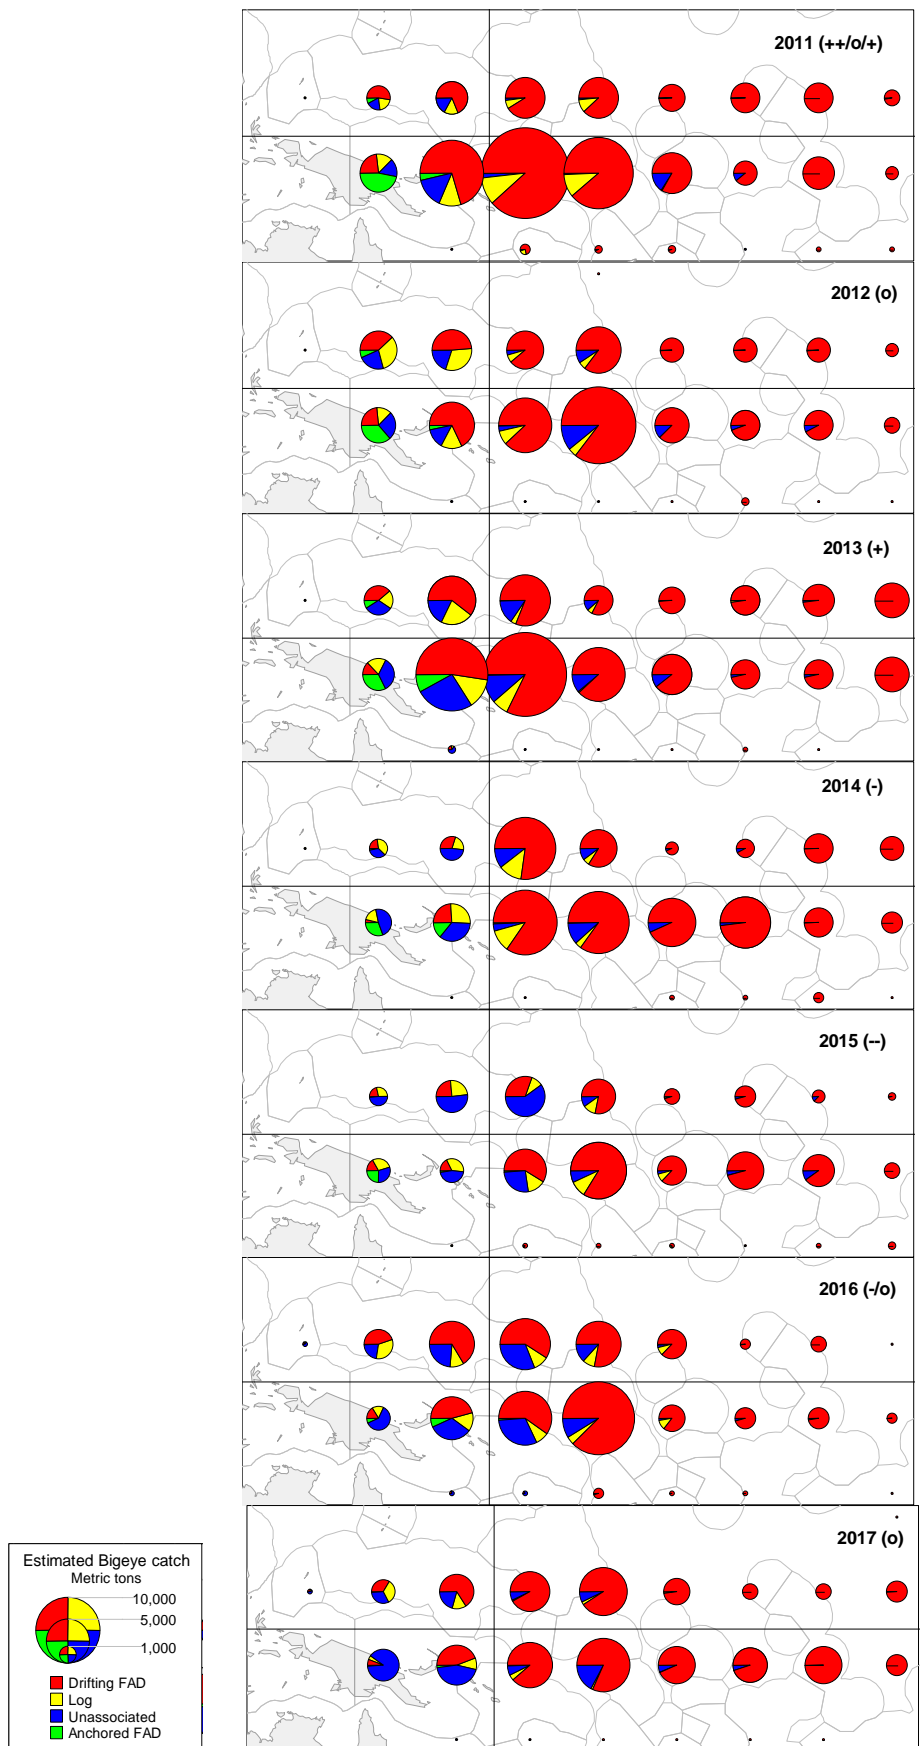 2011 (++/o/+)
2012 (o)
2013 (+)
2014 (-)
2015 (--)
2016 (-/o)
2017 (o)
Estimated Bigeye catch
Metric tons
10,000
5,000
1,000
Drifting FAD
Log
Unassociated
Anchored FAD